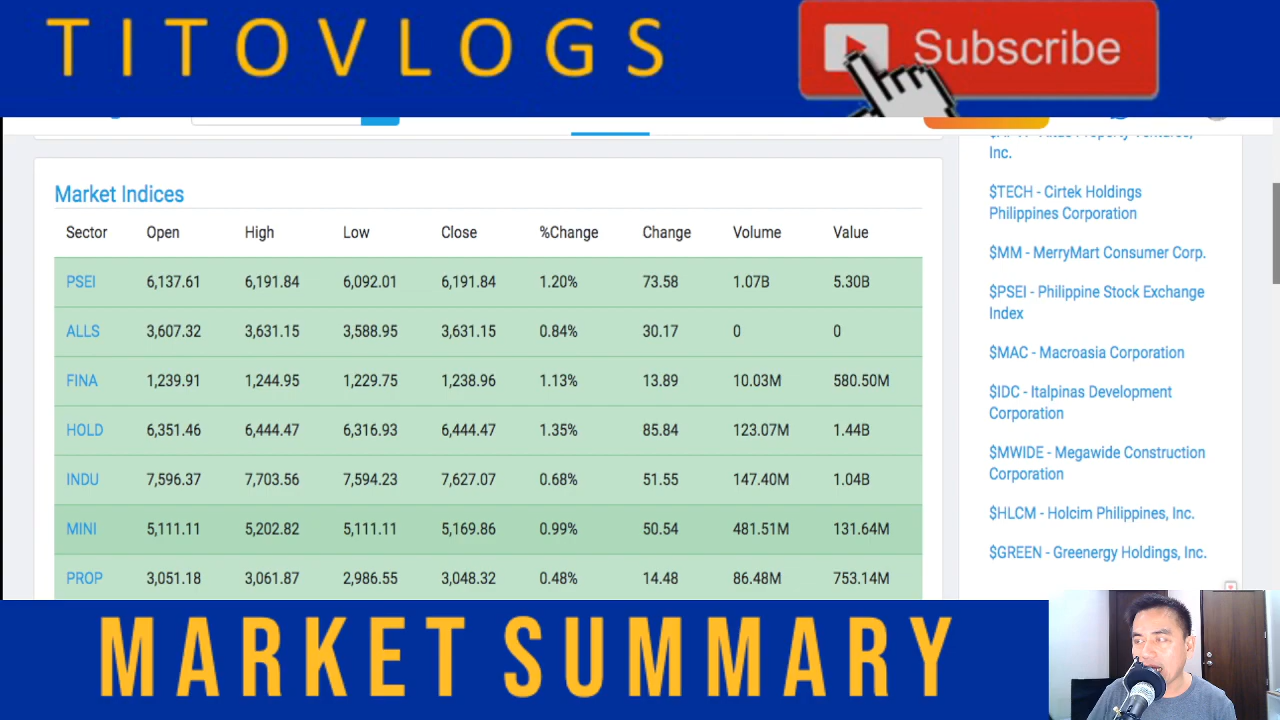 TITOVLOGS
Subscribe
Market Indices
Sector Open High Low Close %Change Change Volume Value
PSEI 6,137.61 6,191.84 6,092.01 6,191.84 1.20% 73.58 1.07B 5.30B
ALLS 3,607.32 3,631.15 3,588.95 3,631.15 0.84% 30.17 0 0
FINA 1,239.91 1,244.95 1,229.75 1,238.96 1.13% 13.89 10.03M 580.50M
HOLD 6,351.46 6,444.47 6,316.93 6,444.47 1.35% 85.84 123.07M 1.44B
INDU 7,596.37 7,703.56 7,594.23 7,627.07 0.68% 51.55 147.40M 1.04B
MINI 5,111.11 5,202.82 5,111.11 5,169.86 0.99% 50.54 481.51M 131.64M
PROP 3,051.18 3,061.87 2,986.55 3,048.32 0.48% 14.48 86.48M 753.14M
Inc.
$TECH - Cirtek Holdings
Philippines Corporation
$MM - MerryMart Consumer Corp.
$PSEI - Philippine Stock Exchange
Index
$MAC - Macroasia Corporation
$IDC - Italpinas Development
Corporation
$MWIDE - Megawide Construction
Corporation
$HLCM - Holcim Philippines, Inc.
$GREEN - Greenergy Holdings, Inc.
MARKET SUMMARY